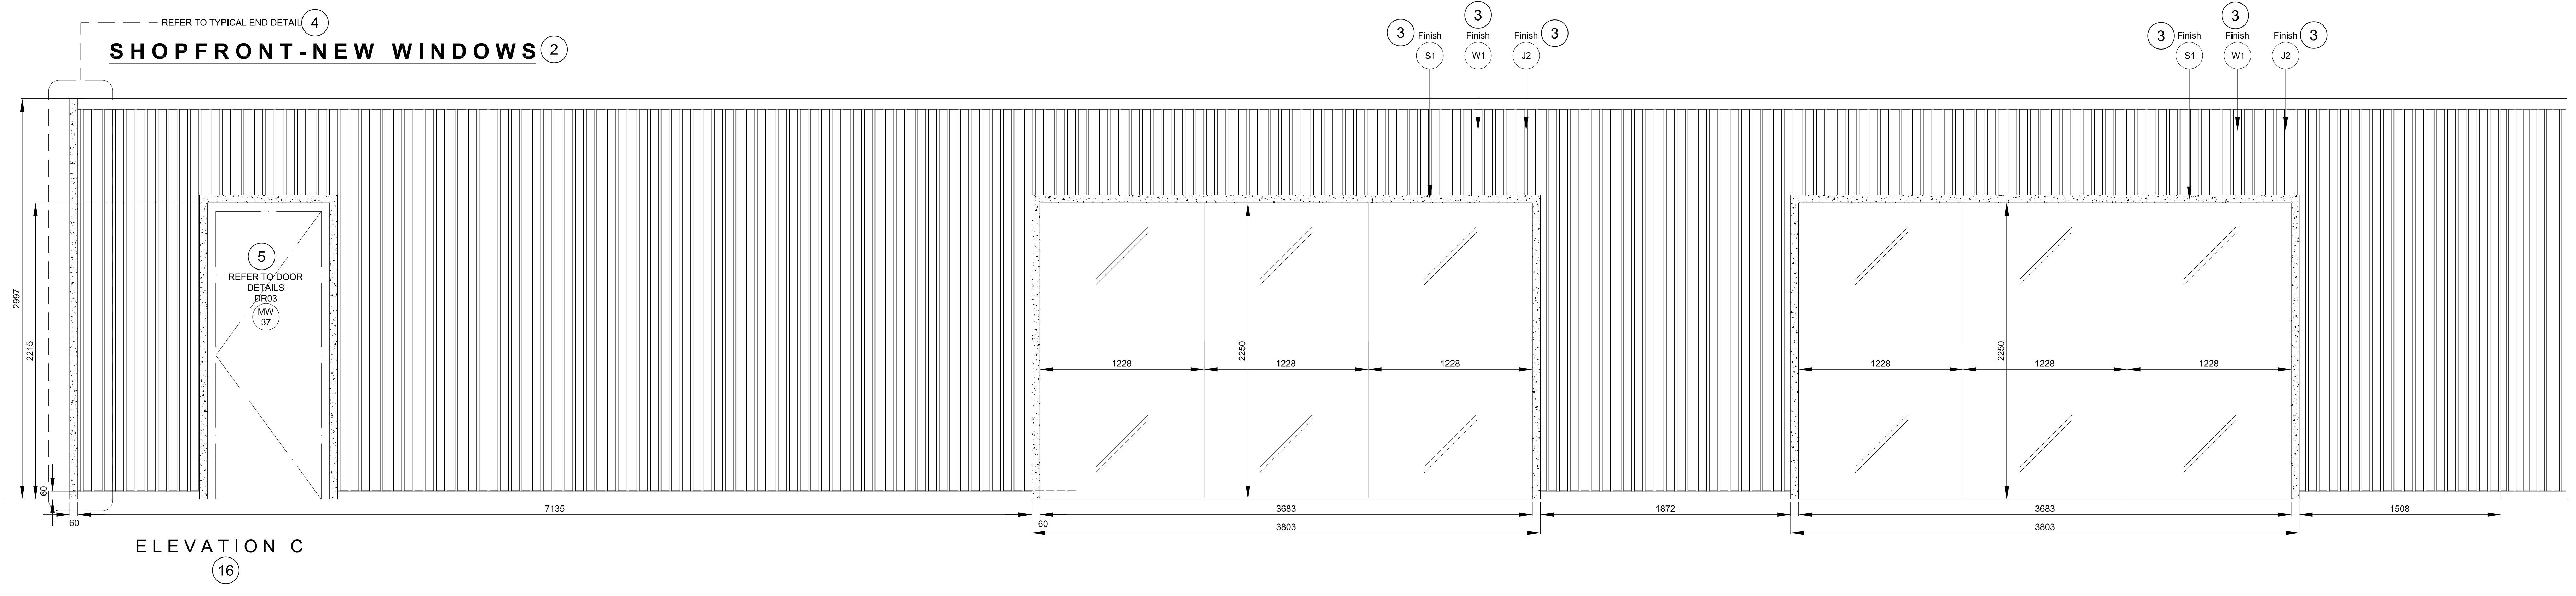 REFER TO TYPICAL END DETAIL 4
SHOPFRONT-NEW WINDOWS 2
3 Finish S1
3 Finish W1
Finish J2 3
3 Finish S1
3 Finish W1
Finish J2 3
2997
2215
60
5
REFER TO DOOR
DETAILS
DR03
MW
37
1228
2250
1228
1228
1228
2250
1228
1228
60
7135
60
3683
3803
1872
3683
3803
1508
ELEVATION C
16